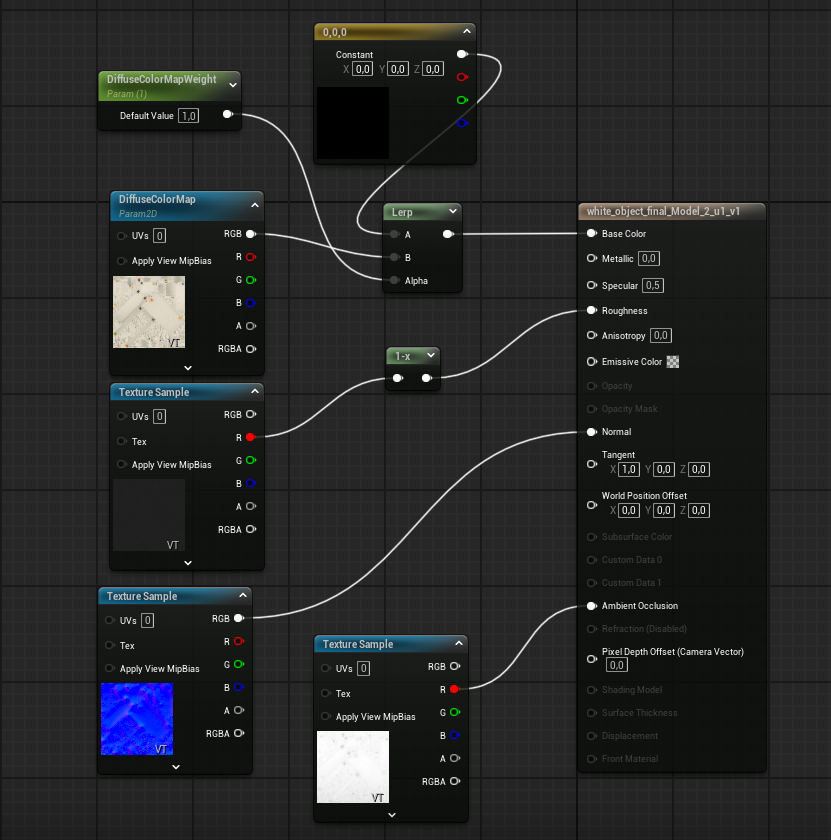 0,0,0
Constant
X 0,0 Y 0,0 Z 0,0
DiffuseColorMapWeight
Param (1)
Default Value 1,0
DiffuseColorMap
Param2D
UVs 0 RGB
R
Apply View MipBias
G
B
A
VT
RGBA
Lerp
A
B
Alpha
1-x
Texture Sample
UVs 0 RGB
Tex R
Apply View MipBias G
B
A
RGBA
VT
Texture Sample
UVs 0 RGB
Tex R
Apply View MipBias G
B
A
RGBA
VT
Texture Sample
UVs 0 RGB
Tex R
Apply View MipBias G
B
A
RGBA
VT
white_object_final_Model_2_u1_v1
Base Color
Metallic 0,0
Specular 0,5
Roughness
Anisotropy 0,0
Emissive Color
Opacity
Opacity Mask
Normal
Tangent
X 1,0 Y 0,0 Z 0,0
World Position Offset
X 0,0 Y 0,0 Z 0,0
Subsurface Color
Custom Data 0
Custom Data 1
Ambient Occlusion
Refraction (Disabled)
Pixel Depth Offset (Camera Vector)
0,0
Shading Model
Surface Thickness
Displacement
Front Material